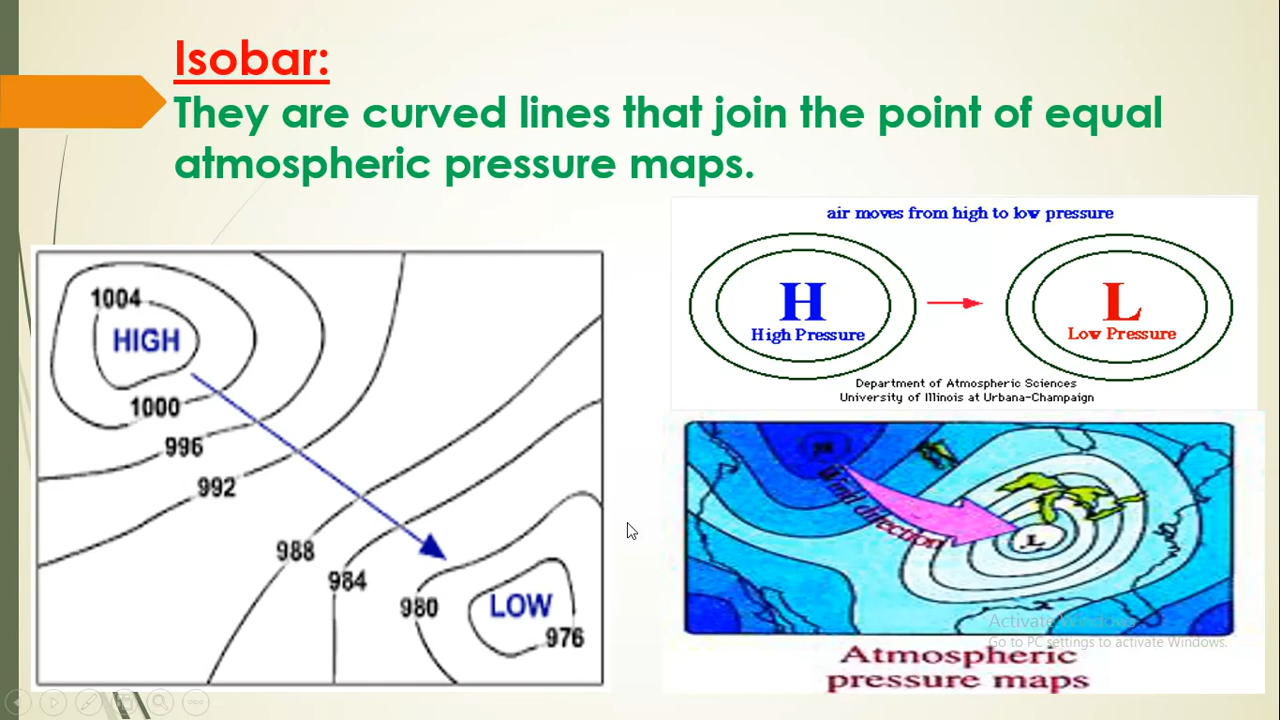 Isobar:
They are curved lines that join the point of equal
atmospheric pressure maps.
1004
HIGH
1000
996
992
988
984
980
LOW
976
air moves from high to low pressure
H
High Pressure
L
Low Pressure
Department of Atmospheric Sciences
University of Illinois at Urbana-Champaign
Wind direction
L
Activate Windows
Go to PC settings to activate Windows.
Atmospheric
pressure maps